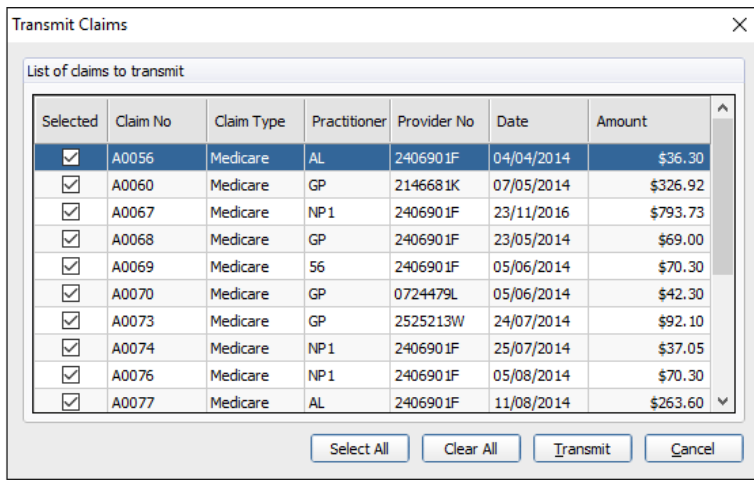 Transmit Claims
List of claims to transmit
Selected Claim No Claim Type Practitioner Provider No Date Amount
A0056 Medicare AL 2406901F 04/04/2014 $36.30
A0060 Medicare GP 2146681K 07/05/2014 $326.92
A0067 Medicare NP1 2406901F 23/11/2016 $793.73
A0068 Medicare GP 2406901F 23/05/2014 $69.00
A0069 Medicare 56 2406901F 05/06/2014 $70.30
A0070 Medicare GP 0724479L 05/06/2014 $42.30
A0073 Medicare GP 2525213W 24/07/2014 $92.10
A0074 Medicare NP1 2406901F 25/07/2014 $37.05
A0076 Medicare NP1 2406901F 05/08/2014 $70.30
A0077 Medicare AL 2406901F 11/08/2014 $263.60
Select All Clear All Transmit Cancel